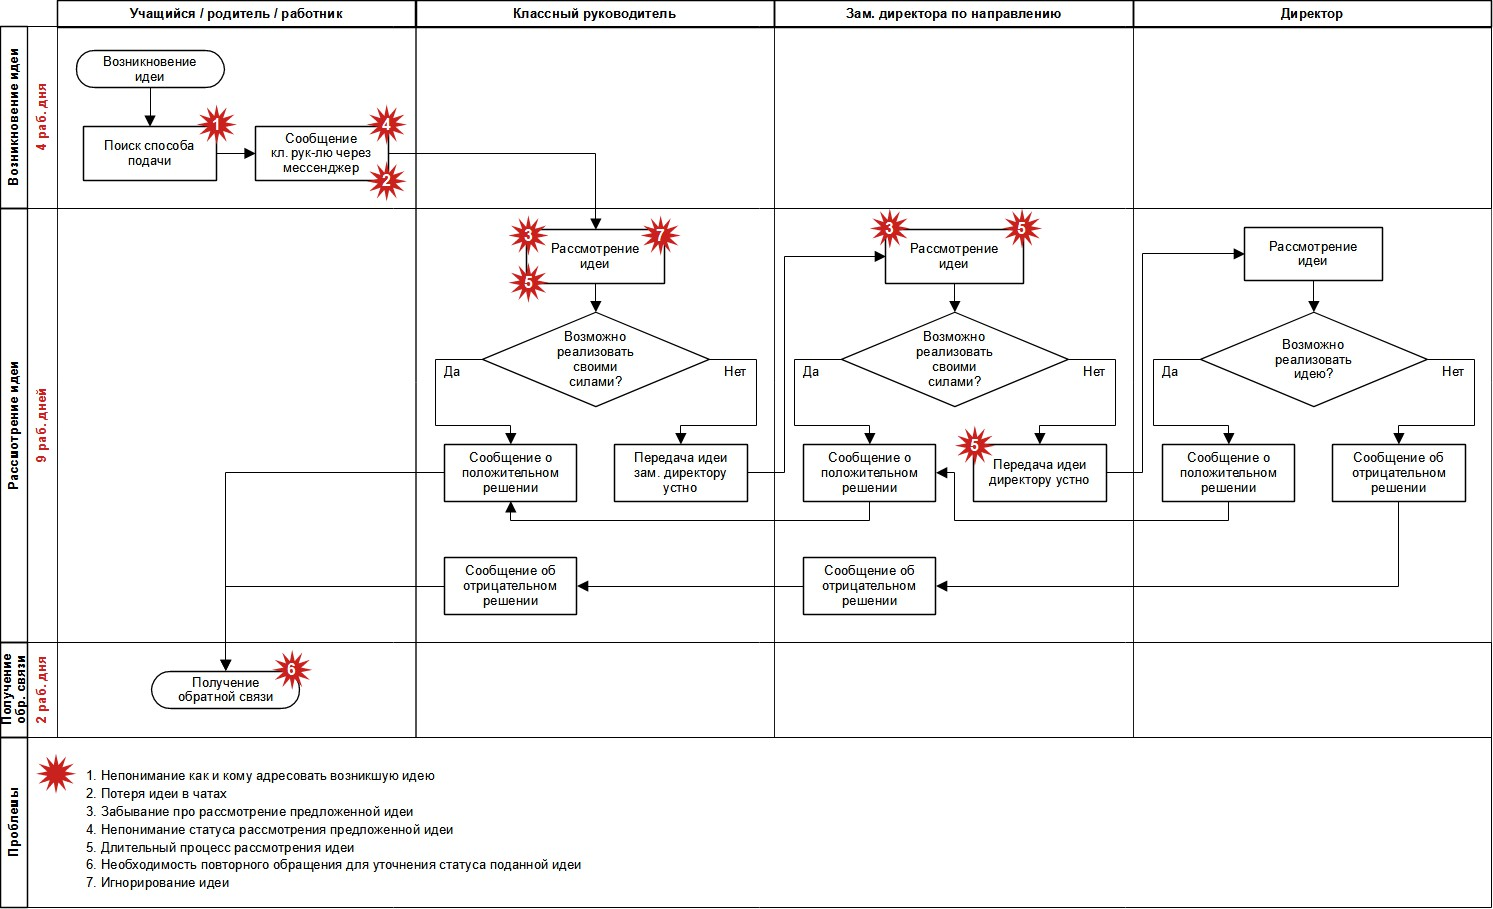 Учащийся / родитель / работник
Классный руководитель
Зам. директора по направлению
Директор
Возникновение идеи
4 раб. дня
Возникновение
идеи
Поиск способа
подачи
1
Сообщение
кл. рук-лю через
мессенджер
4
2
Рассмотрение идеи
9 раб. дней
3
7
5
Рассмотрение
идеи
Возможно
реализовать
своими
силами?
Да
Нет
Сообщение о
положительном
решении
Передача идеи
зам. директору
устно
Сообщение об
отрицательном
решении
3
5
Рассмотрение
идеи
Возможно
реализовать
своими
силами?
Да
Нет
Сообщение о
положительном
решении
5
Передача идеи
директору устно
Сообщение об
отрицательном
решении
Рассмотрение
идеи
Возможно
реализовать
идею?
Да
Нет
Сообщение о
положительном
решении
Сообщение об
отрицательном
решении
Получение
обр. связи
2 раб. дня
Получение
обратной связи
6
Проблемы
1. Непонимание как и кому адресовать возникшую идею
2. Потеря идеи в чатах
3. Забывание про рассмотрение предложенной идеи
4. Непонимание статуса рассмотрения предложенной идеи
5. Длительный процесс рассмотрения идеи
6. Необходимость повторного обращения для уточнения статуса поданной идеи
7. Игнорирование идеи